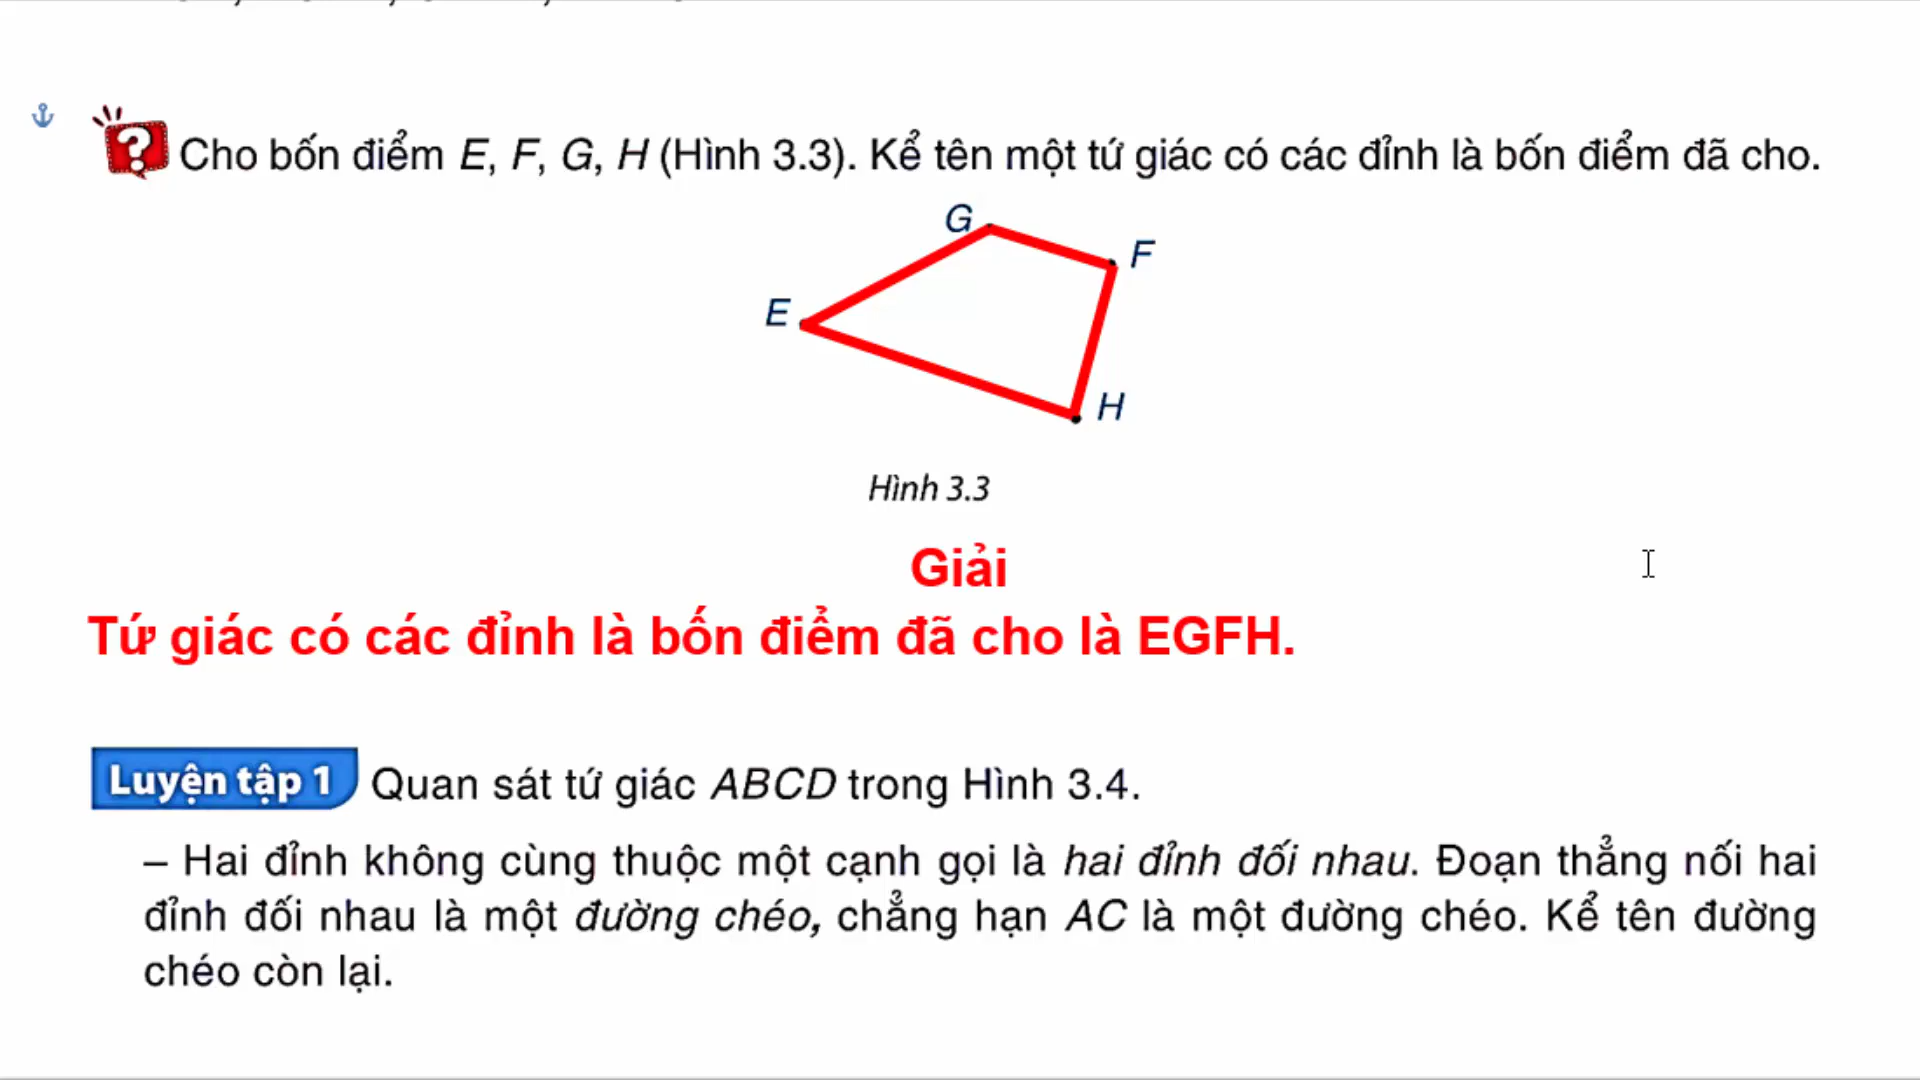 ? Cho bốn điểm E, F, G, H (Hình 3.3). Kể tên một tứ giác có các đỉnh là bốn điểm đã cho.
G
F
E
H
Hình 3.3
Giải
Tứ giác có các đỉnh là bốn điểm đã cho là EGFH.
Luyện tập 1 Quan sát tứ giác ABCD trong Hình 3.4.
– Hai đỉnh không cùng thuộc một cạnh gọi là hai đỉnh đối nhau. Đoạn thẳng nối hai
đỉnh đối nhau là một đường chéo, chẳng hạn AC là một đường chéo. Kể tên đường
chéo còn lại.